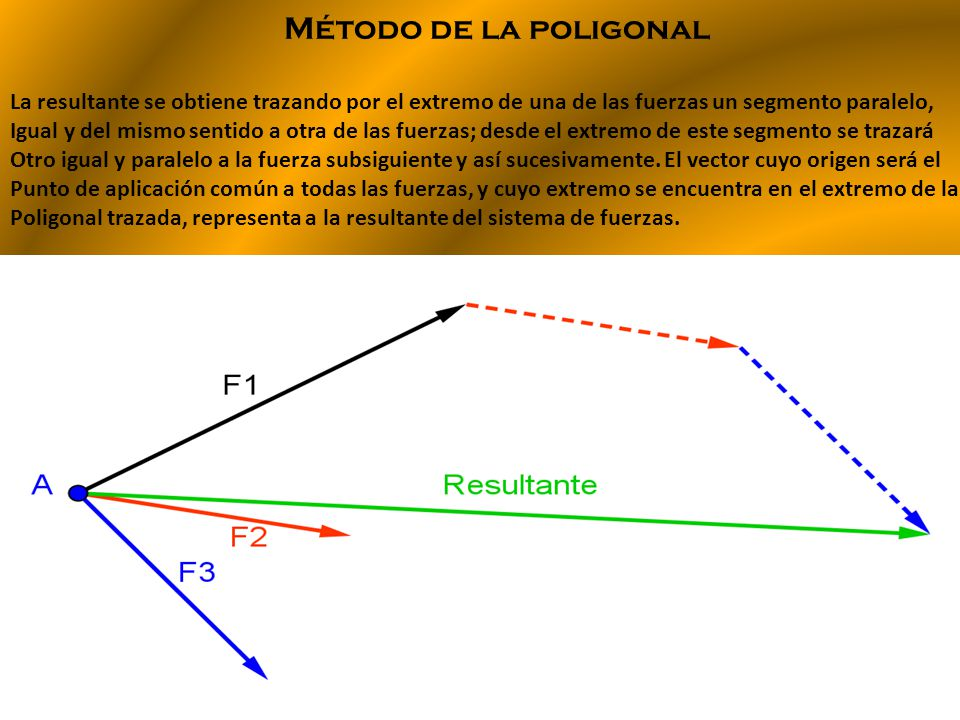 Método de la poligonal
La resultante se obtiene trazando por el extremo de una de las fuerzas un segmento paralelo,
Igual y del mismo sentido a otra de las fuerzas; desde el extremo de este segmento se trazará
Otro igual y paralelo a la fuerza subsiguiente y así sucesivamente. El vector cuyo origen será el
Punto de aplicación común a todas las fuerzas, y cuyo extremo se encuentra en el extremo de la
Poligonal trazada, representa a la resultante del sistema de fuerzas.
F1
A
Resultante
F2
F3